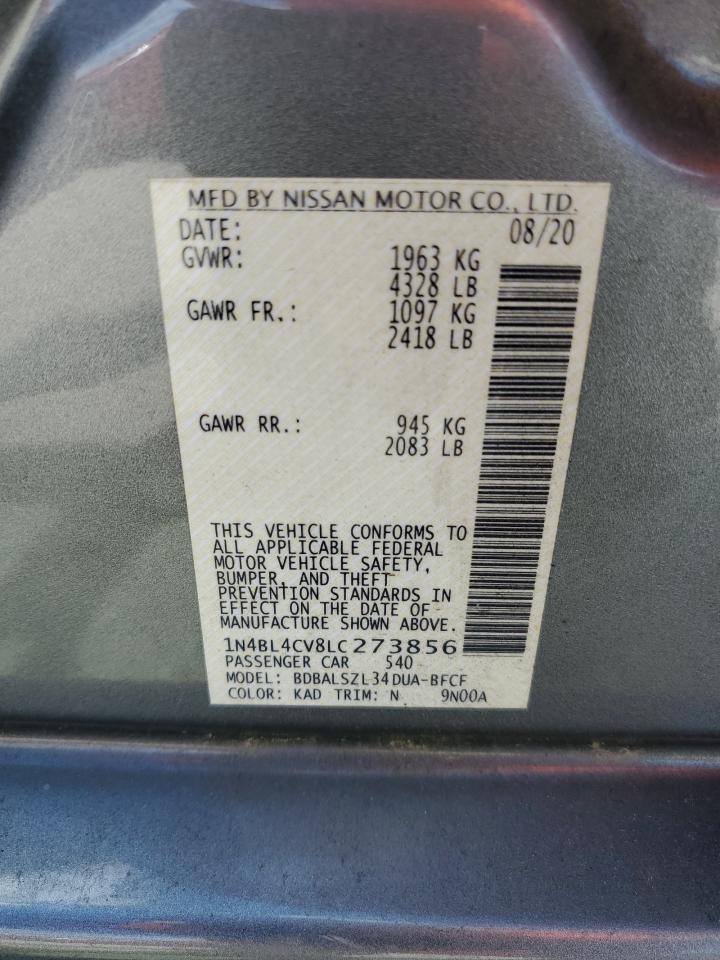 MFD BY NISSAN MOTOR CO., LTD.
DATE: 08/20
GVWR: 1963 KG
4328 LB
GAWR FR.: 1097 KG
2418 LB
GAWR RR.: 945 KG
2083 LB
THIS VEHICLE CONFORMS TO
ALL APPLICABLE FEDERAL
MOTOR VEHICLE SAFETY,
BUMPER, AND THEFT
PREVENTION STANDARDS IN
EFFECT ON THE DATE OF
MANUFACTURE SHOWN ABOVE.
1N4BL4CV8LC273856
PASSENGER CAR 540
MODEL: BDBALSZL34DUA-BFCF
COLOR: KAD TRIM: N 9N00A